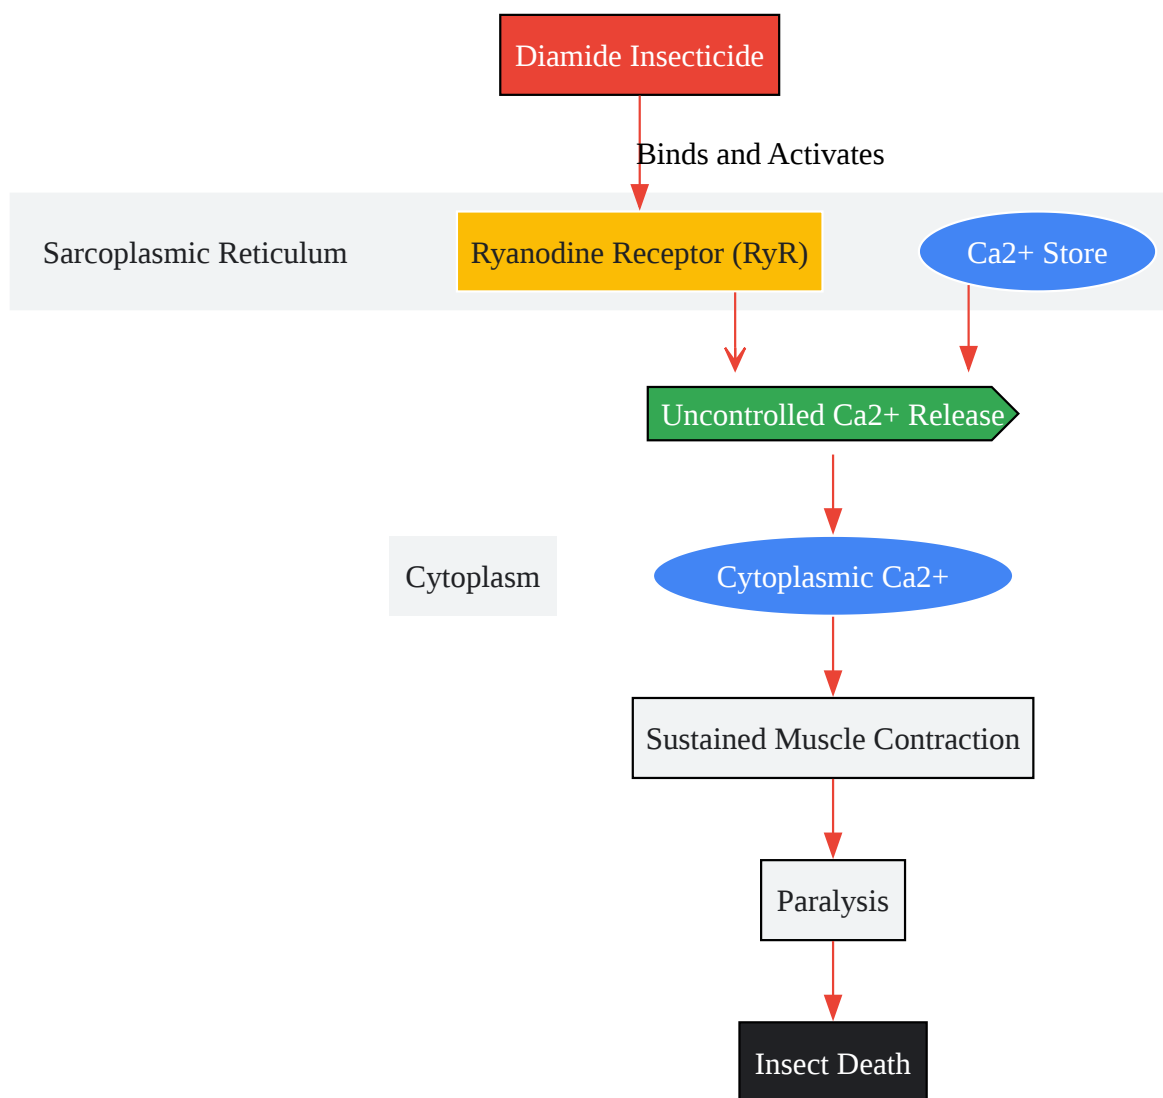 Diamide Insecticide
Binds and Activates
Sarcoplasmic Reticulum
Ryanodine Receptor (RyR)
Ca2+ Store
Uncontrolled Ca2+ Release
Cytoplasm
Cytoplasmic Ca2+
Sustained Muscle Contraction
Paralysis
Insect Death